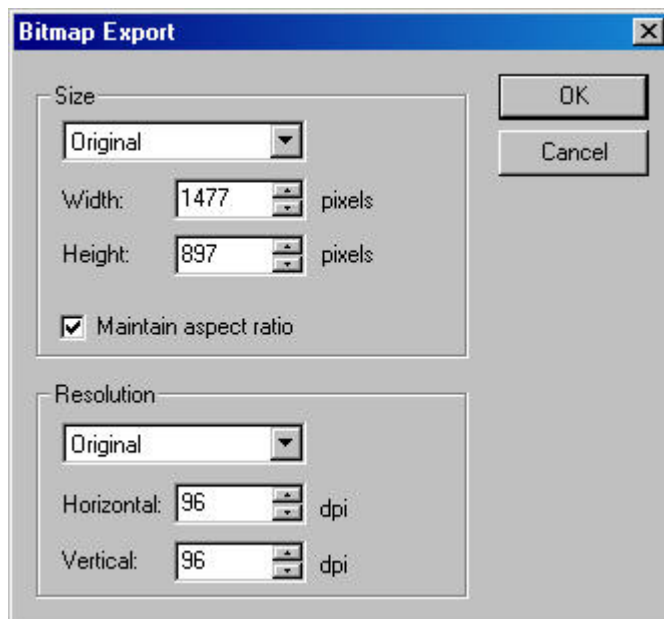 Bitmap Export
Size
OK
Original
Cancel
Width: 1477 pixels
Height: 897 pixels
Maintain aspect ratio
Resolution
Original
Horizontal: 96 dpi
Vertical: 96 dpi